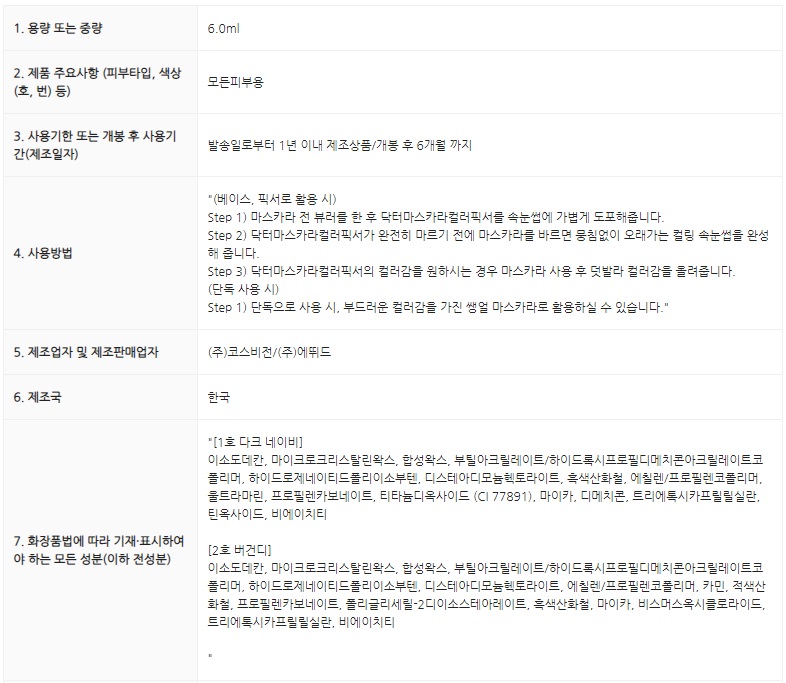 1. 용량 또는 중량
6.0ml
2. 제품 주요사항 (피부타입, 색상
(호, 번) 등)
모든피부용
3. 사용기한 또는 개봉 후 사용기
간(제조일자)
발송일로부터 1년 이내 제조상품/개봉 후 6개월 까지
4. 사용방법
"(베이스, 픽서로 활용 시)
Step 1) 마스카라 전 뷰러를 한 후 닥터마스카라컬러픽서를 속눈썹에 가볍게 도포해줍니다.
Step 2) 닥터마스카라컬러픽서가 완전히 마르기 전에 마스카라를 바르면 뭉침없이 오래가는 컬링 속눈썹을 완성
해 줍니다.
Step 3) 닥터마스카라컬러픽서의 컬러감을 원하시는 경우 마스카라 사용 후 덧발라 컬러감을 올려줍니다.
(단독 사용 시)
Step 1) 단독으로 사용 시, 부드러운 컬러감을 가진 쌩얼 마스카라로 활용하실 수 있습니다."
5. 제조업자 및 제조판매업자
(주)코스비전/(주)에뛰드
6. 제조국
한국
7. 화장품법에 따라 기재·표시하여
야 하는 모든 성분(이하 전성분)
"[1호 다크 네이비]
이소도데칸, 마이크로크리스탈린왁스, 합성왁스, 부틸아크릴레이트/하이드록시프로필디메치콘아크릴레이트코
폴리머, 하이드로제네이티드폴리이소부텐, 디스테아디모늄헥토라이트, 흑색산화철, 에칠렌/프로필렌코폴리머,
울트라마린, 프로필렌카보네이트, 티타늄디옥사이드 (CI 77891), 마이카, 디메치콘, 트리에톡시카프릴릴실란,
틴옥사이드, 비에이치티
[2호 버건디]
이소도데칸, 마이크로크리스탈린왁스, 합성왁스, 부틸아크릴레이트/하이드록시프로필디메치콘아크릴레이트코
폴리머, 하이드로제네이티드폴리이소부텐, 디스테아디모늄헥토라이트, 에칠렌/프로필렌코폴리머, 카민, 적색산
화철, 프로필렌카보네이트, 폴리글리세릴-2디이소스테아레이트, 흑색산화철, 마이카, 비스머스옥시클로라이드,
트리에톡시카프릴릴실란, 비에이치티
"